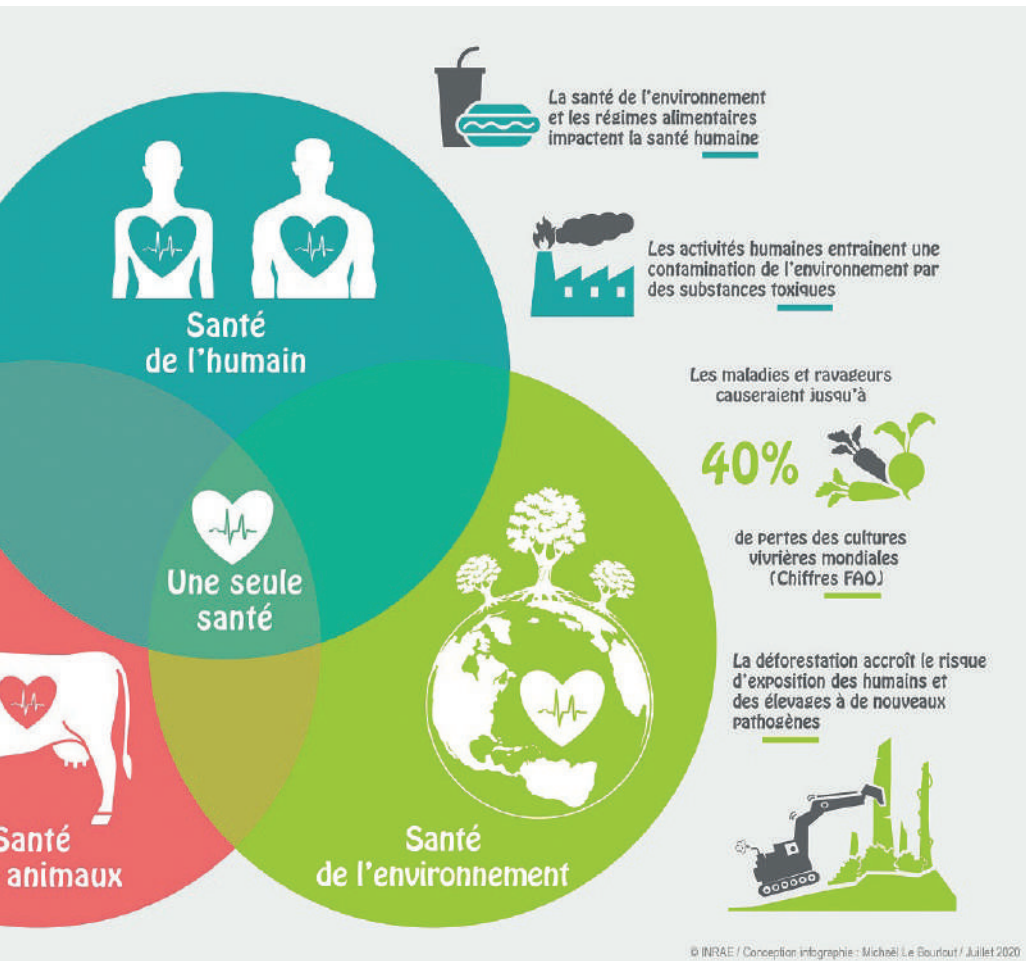 La santé de l'environnement
et les régimes alimentaires
impactent la santé humaine
Les activités humaines entrainent une
contamination de l'environnement par
des substances toxiques
Santé
de l'humain
Les maladies et ravageurs
causeraient jusqu'à
40%
de pertes des cultures
vivrières mondiales
(Chiffres FAO)
Une seule
santé
La déforestation accroît le risque
d'exposition des humains et
des élevages à de nouveaux
pathogènes
Santé
animaux
Santé
de l'environnement
© INRAE / Conception infographie : Michaël Le Bourlout / Juillet 2020